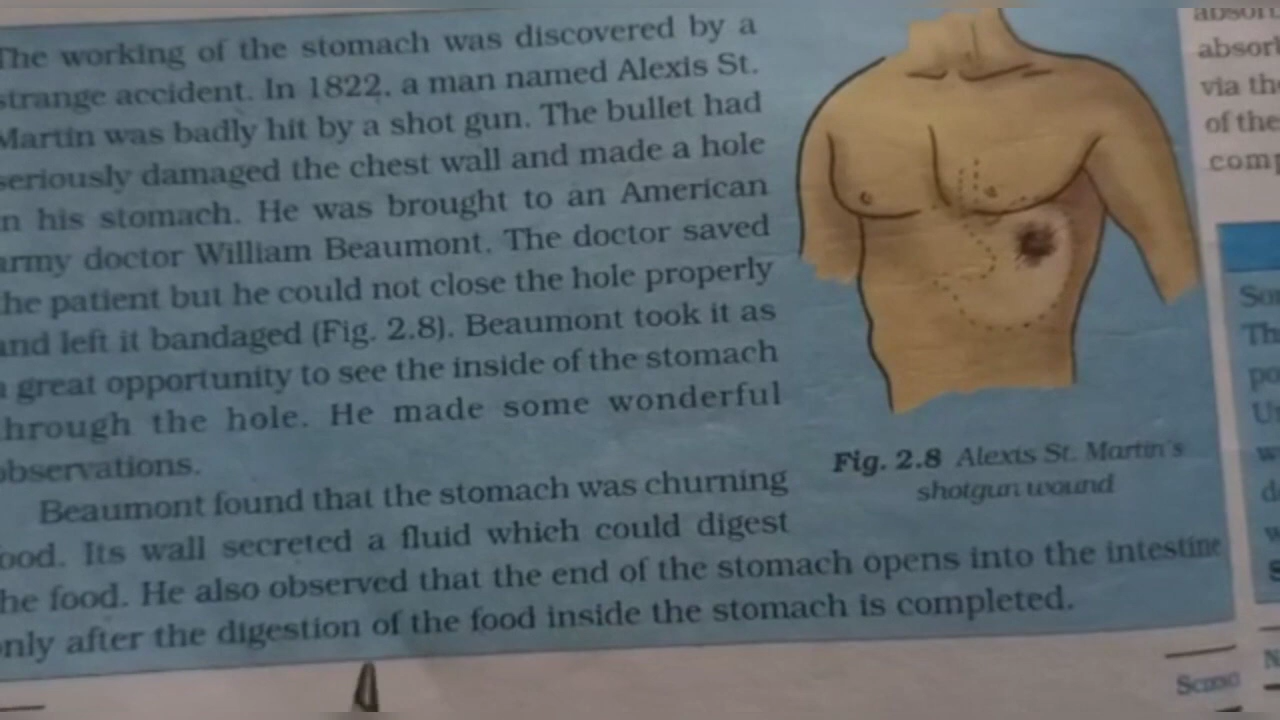 The working of the stomach was discovered by a
strange accident. In 1822, a man named Alexis St.
Martin was badly hit by a shot gun. The bullet had
seriously damaged the chest wall and made a hole
n his stomach. He was brought to an American
army doctor William Beaumont. The doctor saved
the patient but he could not close the hole properly
and left it bandaged (Fig. 2.8). Beaumont took it as
a great opportunity to see the inside of the stomach
through the hole. He made some wonderful
observations.
Beaumont found that the stomach was churning
ood. Its wall secreted a fluid which could digest
he food. He also observed that the end of the stomach opens into the intestine
only after the digestion of the food inside the stomach is completed.
Fig. 2.8 Alexis St. Martin's
shotgun wound
absorb
via the
of the
comp